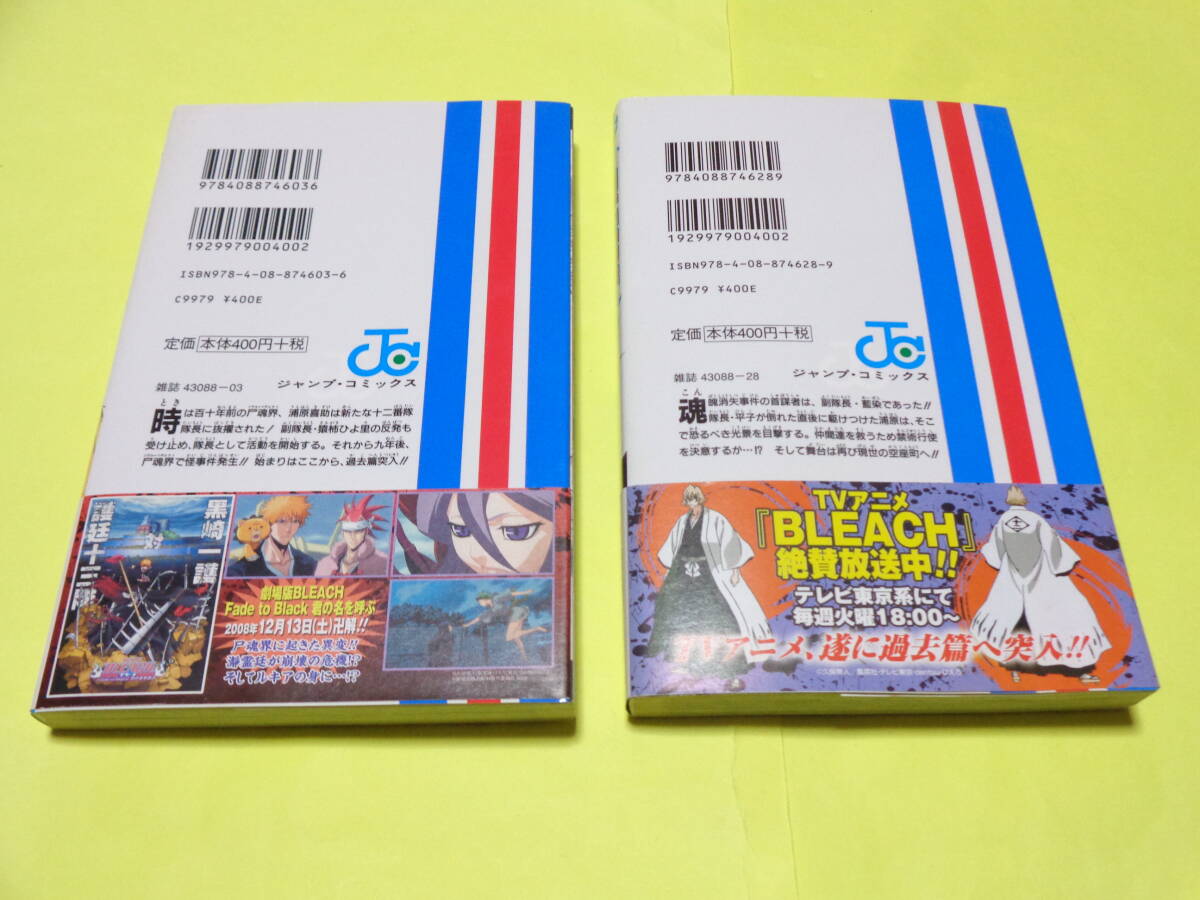 9784088746036
1929979004002
ISBN978-4-08-874603-6
C9979 ¥400E
定価 本体400円+税
JC
ジャンプ・コミックス
雑誌 43088-03
時は百十年前の尸魂界、浦原喜助は新たな十二番隊
隊長に抜擢された! 副隊長・猿柿ひよ里の反発も
受け止め、隊長として活動を開始する。それから九年後、
尸魂界で怪事件発生!! 始まりはここから、過去篇突入!!
黒崎一護
護廷十三隊
劇場版BLEACH
Fade to Black 君の名を呼ぶ
2008年12月13日(土)卍解!!
尸魂界に起きた異変!!
瀞霊廷が崩壊の危機!?
そしてルキアの身に…!?
9784088746289
1929979004002
ISBN978-4-08-874628-9
C9979 ¥400E
定価 本体400円+税
JC
ジャンプ・コミックス
雑誌 43088-28
魂魄消失事件の首謀者は、副隊長・藍染であった!!
隊長・平子が倒れた直後に駆けつけた浦原は、そこ
で恐るべき光景を目撃する。仲間達を救うため禁術行使
を決意するか…!? そして舞台は再び現世の空座町へ!!
TVアニメ
『BLEACH』
絶賛放送中!!
テレビ東京系にて
毎週火曜18:00~
TVアニメ、遂に過去篇へ突入!!
十二